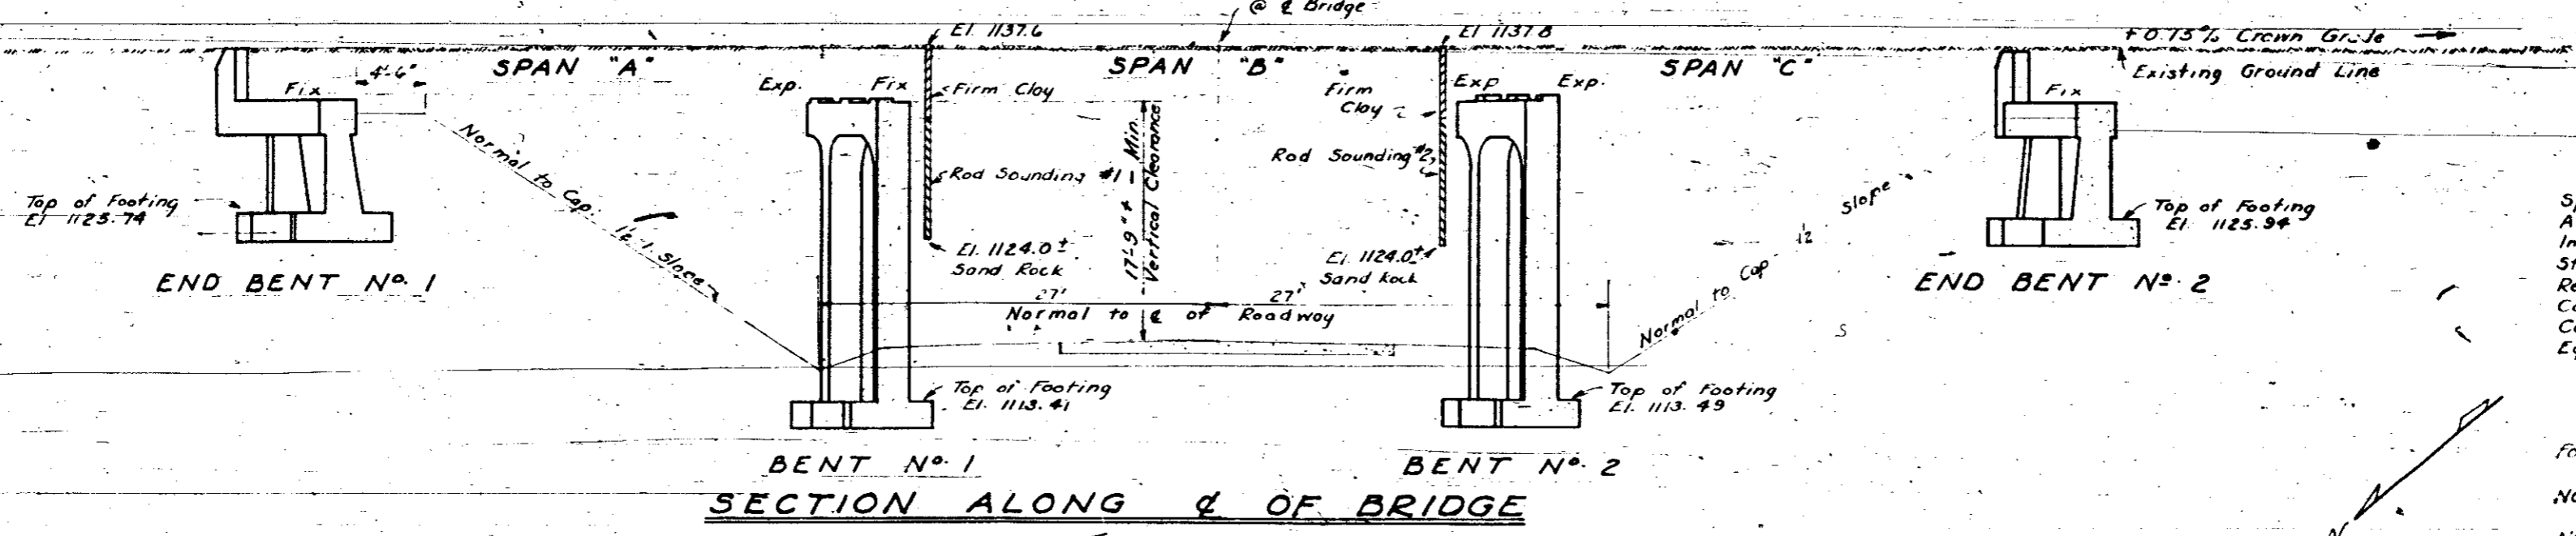 @ ℄ Bridge
El. 1137.6
El 1137.8
+0.75% Crown Grade
4'-6"
SPAN "A"
SPAN "B"
SPAN "C"
Existing Ground Line
Fix
Exp.
Fix
Firm Clay
Firm
Clay
Exp
Exp.
Fix
Normal to Cap.
1½:1 Slope
Rod Sounding #1
17'-9"± Min.
Vertical Clearance
Rod Sounding #2
Slope
Normal to Cap
Top of Footing
El 1125.74
Top of Footing
El. 1125.94
El. 1124.0±
Sand Rock
El. 1124.0±
Sand Rock
END BENT No. 1
END BENT No. 2
27'
27'
Normal to ℄ of Roadway
Top of Footing
El. 1113.41
Top of Footing
El. 1113.49
BENT No. 1
BENT No. 2
SECTION ALONG ℄ OF BRIDGE
N